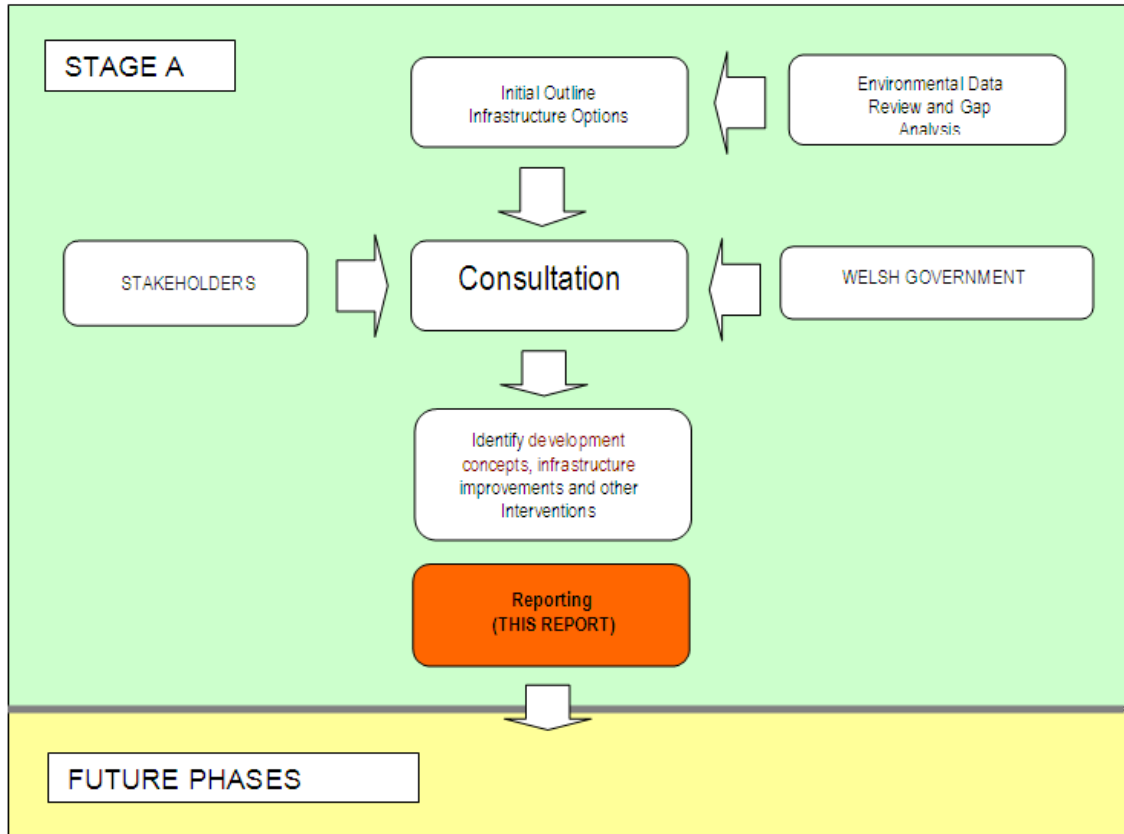 STAGE A
Initial Outline
Infrastructure Options
Environmental Data
Review and Gap
Analysis
STAKEHOLDERS
Consultation
WELSH GOVERNMENT
Identify development
concepts, infrastructure
improvements and other
Interventions
Reporting
(THIS REPORT)
FUTURE PHASES